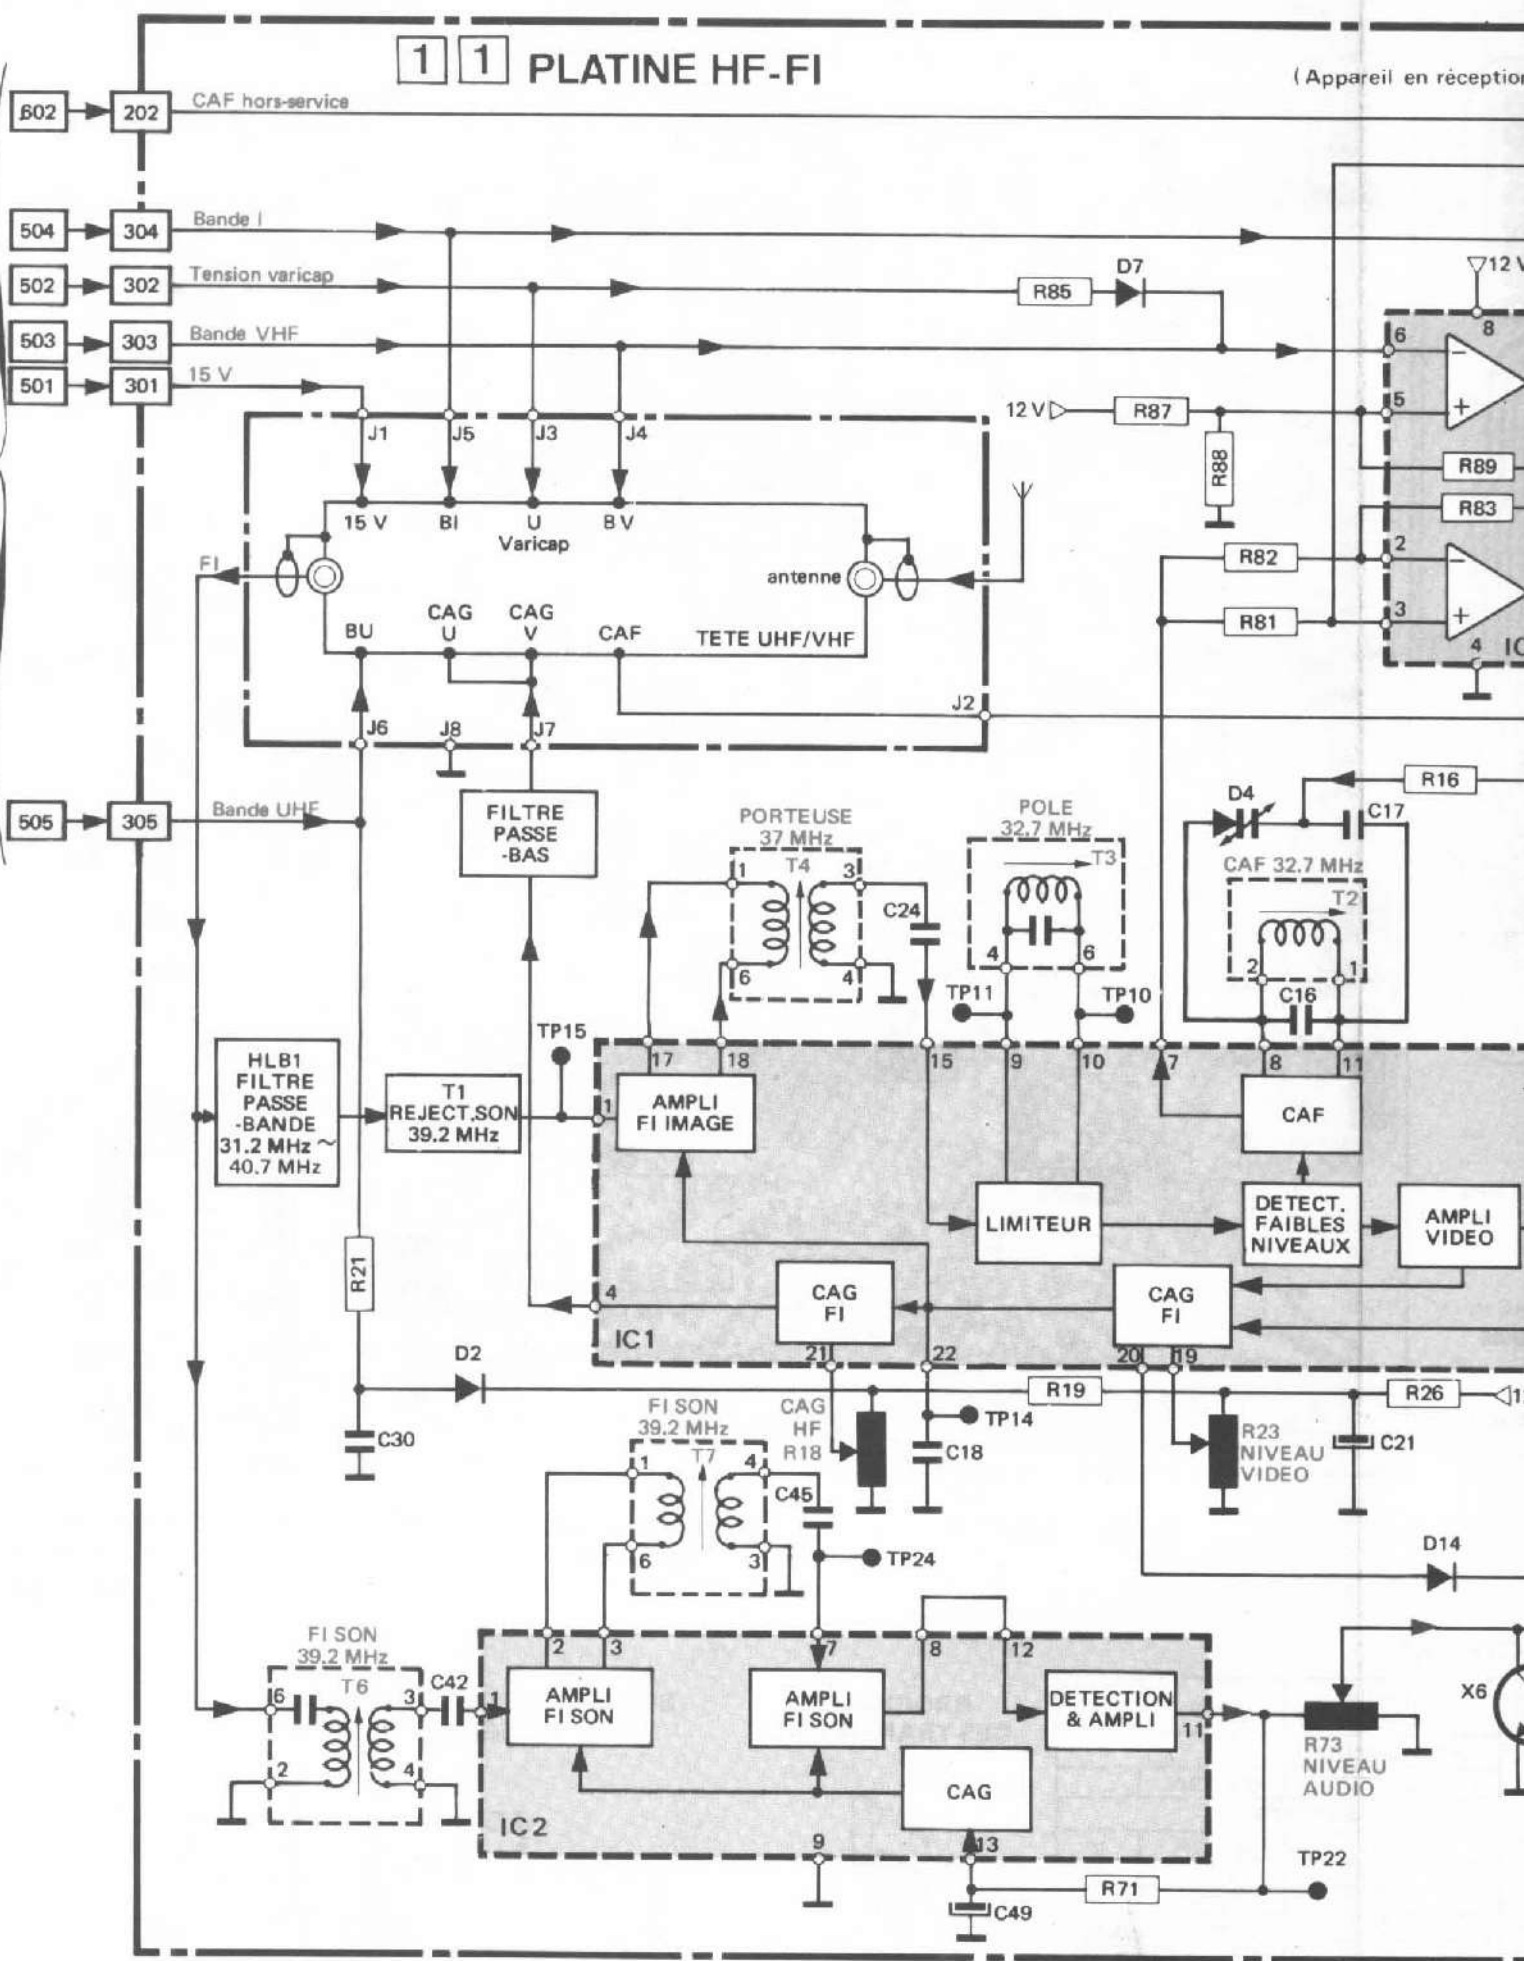 1 1 PLATINE HF-FI
(Appareil en réception
602 202 CAF hors-service
504 304 Bande I
502 302 Tension varicap
R85 D7
12 V
503 303 Bande VHF
6 8
501 301 15 V
12 V R87 5
- +
J1 J5 J3 J4
R88 R89
R83
15 V BI U BV
Varicap
2
R82
FI
antenne
3
R81
- +
CAG CAG
BU U V CAF TETE UHF/VHF
4 IC
J2
J6 J8 J7
R16
505 305 Bande UHF
FILTRE
PASSE
-BAS
PORTEUSE
37 MHz
T4
1 3
6 4
C24
POLE
32.7 MHz
T3
4 6
D4 C17
CAF 32.7 MHz
T2
2 1
C16
TP11 TP10
TP15
17 18 15 9 10 7 8 11
HLB1
FILTRE
PASSE
-BANDE
31.2 MHz ~
40.7 MHz
T1
REJECT.SON
39.2 MHz
1
AMPLI
FI IMAGE
CAF
LIMITEUR
DETECT.
FAIBLES
NIVEAUX
AMPLI
VIDEO
R21
4
CAG
FI
CAG
FI
IC1
21 22 20 19
D2
R19 R26
FI SON
39.2 MHz
T7
1 4
6 3
CAG
HF
R18
TP14
C18
R23
NIVEAU
VIDEO
C21
C30
C45
TP24
D14
2 3 7 8 12
FI SON
39.2 MHz
T6
6 3
2 4
C42
1
AMPLI
FI SON
AMPLI
FI SON
DETECTION
& AMPLI
11
X6
R73
NIVEAU
AUDIO
CAG
IC2
9 13
TP22
R71
C49